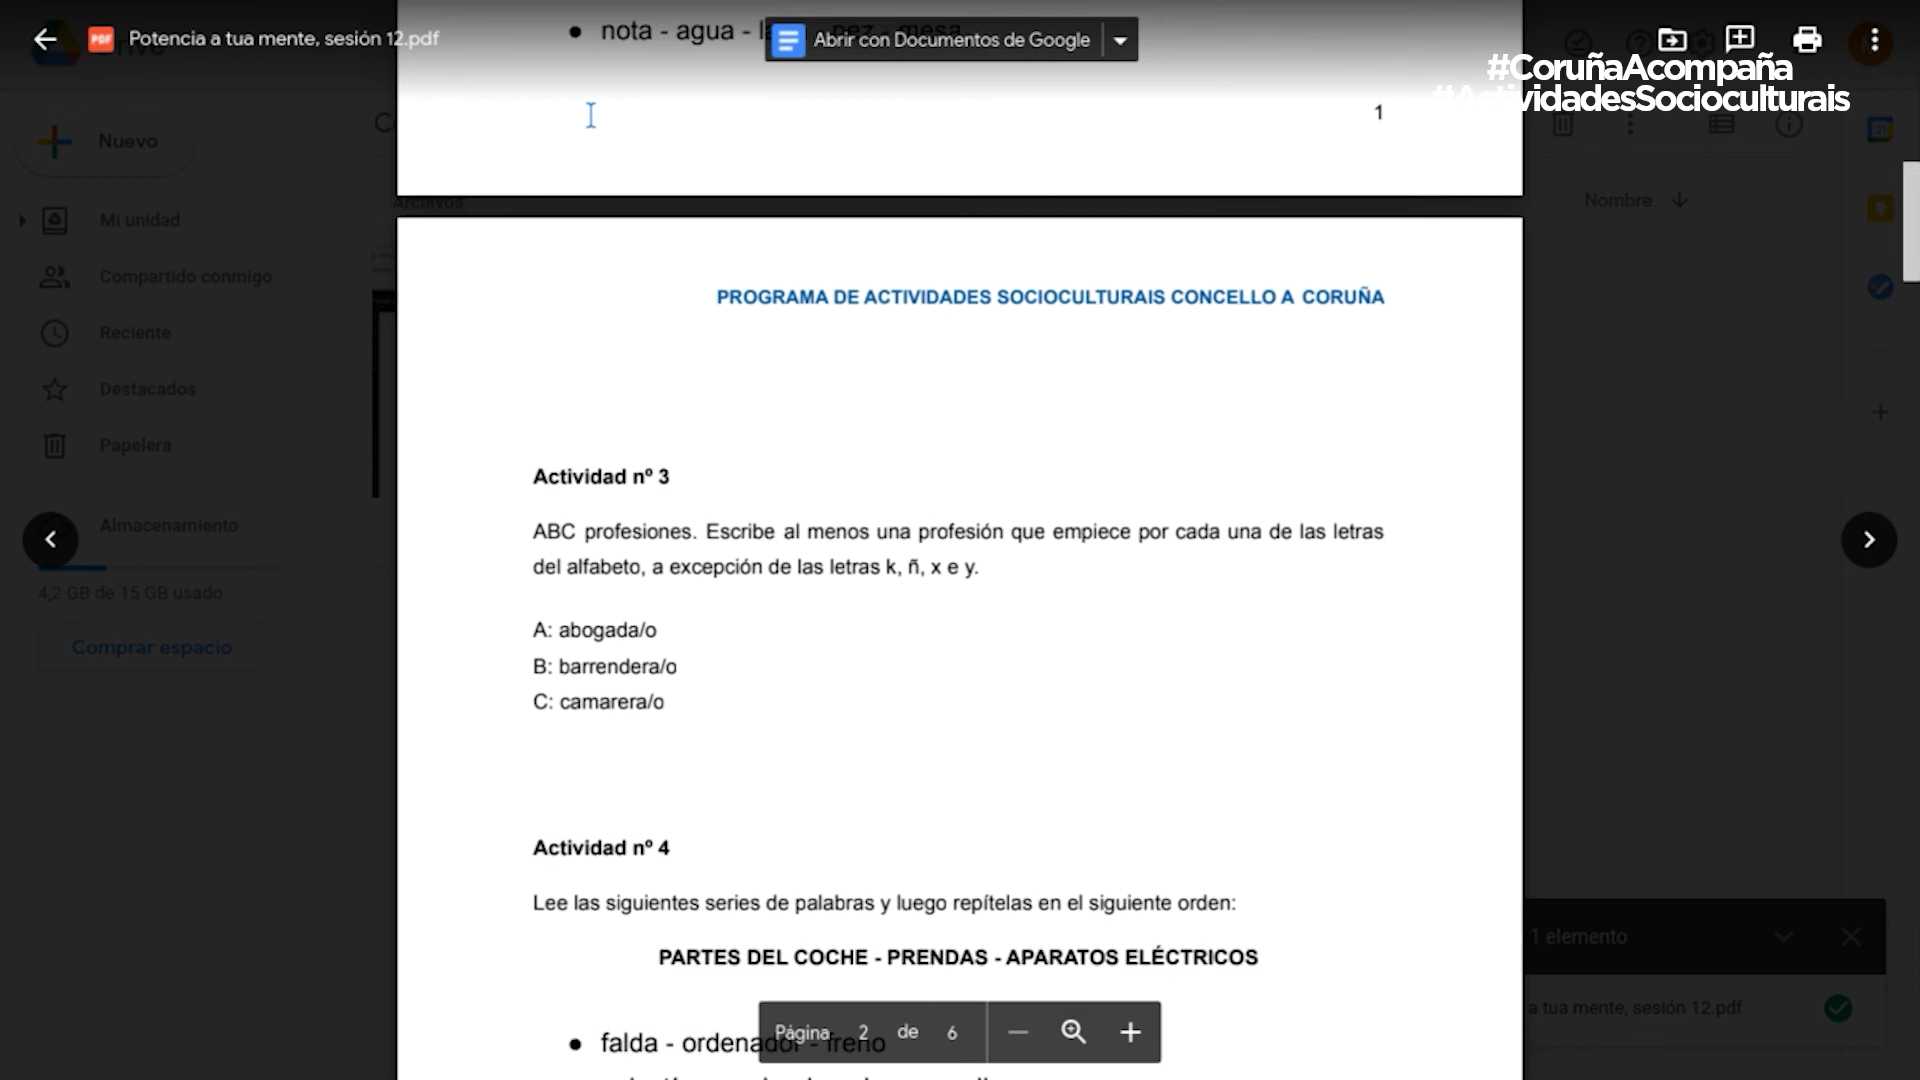 Potencia a tua mente, sesión 12.pdf
nota - agua -
Abrir con Documentos de Google
#CoruñaAcompaña
#ActividadesSocioculturais
1
Nuevo
Mi unidad
Compartido conmigo
Reciente
Destacados
Papelera
Almacenamiento
4,2 GB de 15 GB usado
Comprar espacio
Archivos
Nombre
PROGRAMA DE ACTIVIDADES SOCIOCULTURAIS CONCELLO A CORUÑA
Actividad nº 3
ABC profesiones. Escribe al menos una profesión que empiece por cada una de las letras
del alfabeto, a excepción de las letras k, ñ, x e y.
A: abogada/o
B: barrendera/o
C: camarera/o
Actividad nº 4
Lee las siguientes series de palabras y luego repítelas en el siguiente orden:
PARTES DEL COCHE - PRENDAS - APARATOS ELÉCTRICOS
falda - ordenador - freno
Página 2 de 6
1 elemento
a tua mente, sesión 12.pdf